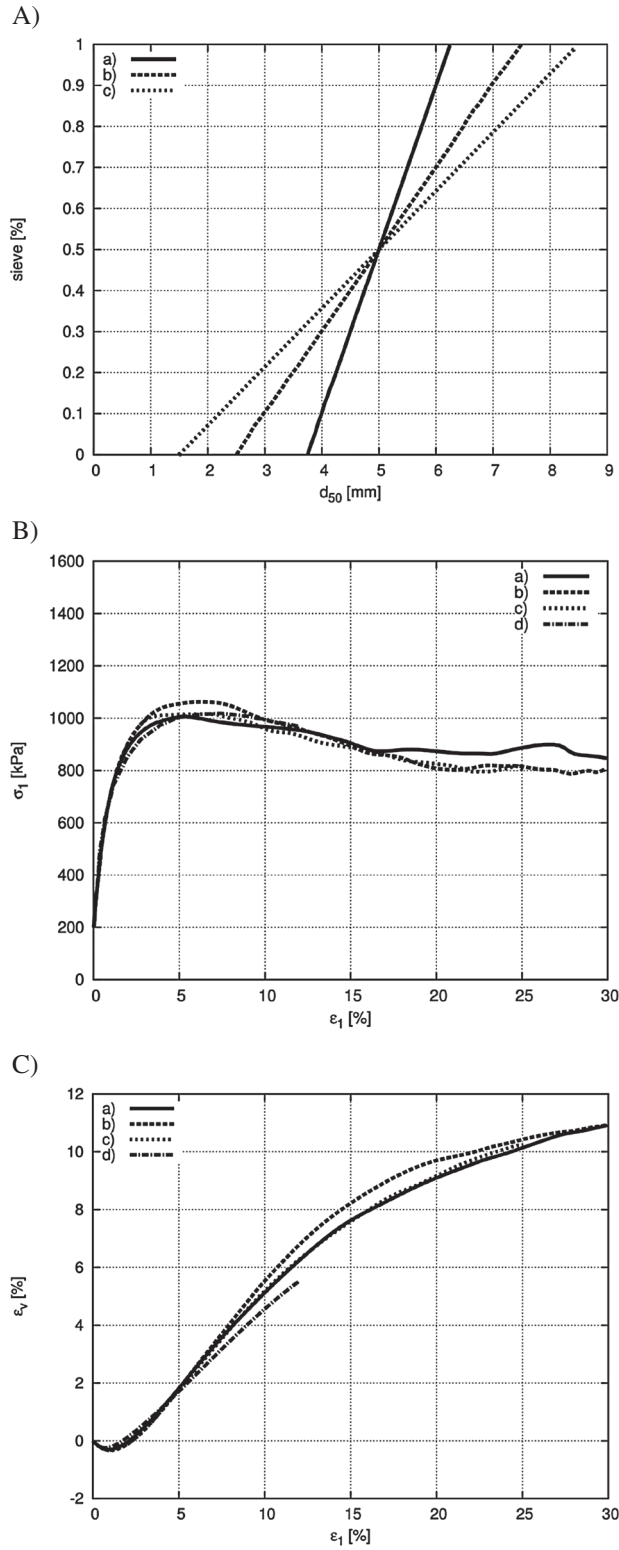 A)
1
0.9
0.8
0.7
0.6
0.5
0.4
0.3
0.2
0.1
0
sieve [%]
a)
b)
c)
0 1 2 3 4 5 6 7 8 9
d50 [mm]
B)
1600
1400
1200
1000
800
600
400
200
0
σ1 [kPa]
a)
b)
c)
d)
0 5 10 15 20 25 30
ε1 [%]
C)
12
10
8
6
4
2
0
-2
εv [%]
a)
b)
c)
d)
0 5 10 15 20 25 30
ε1 [%]